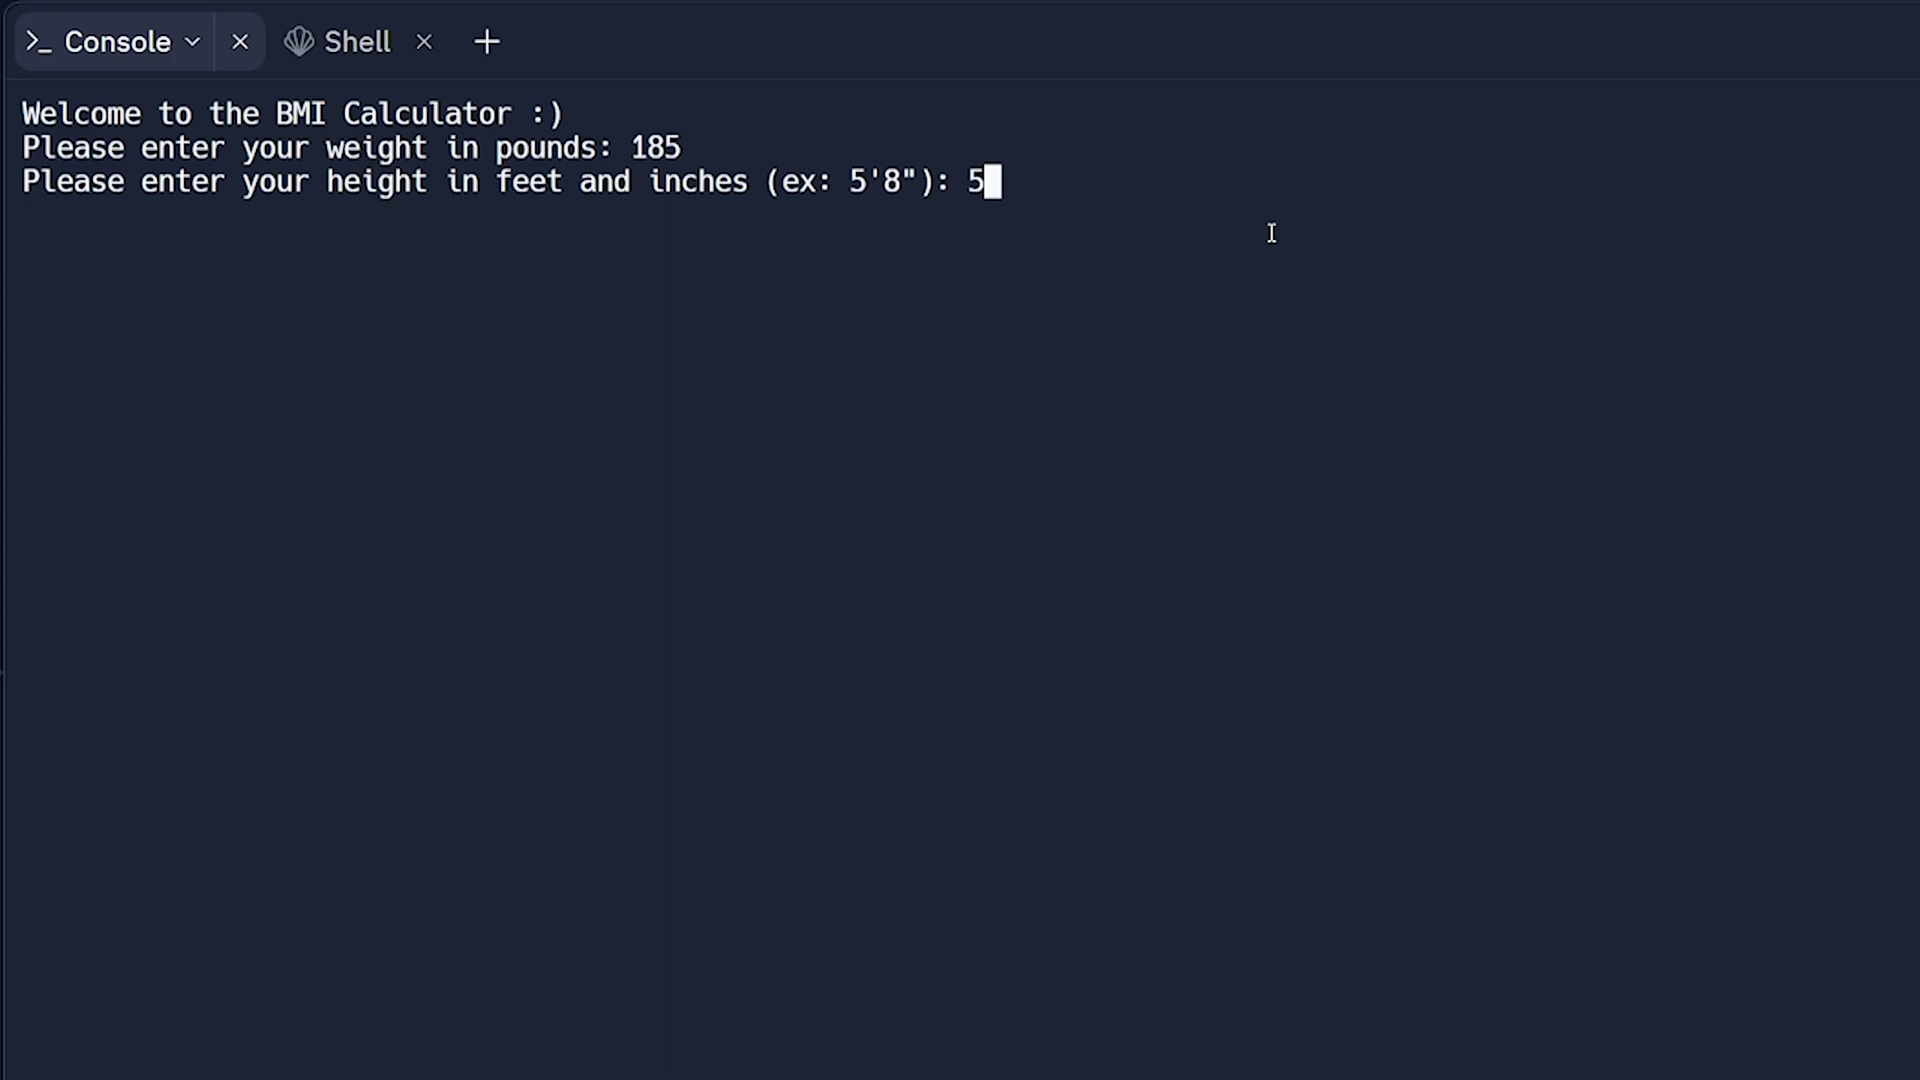 >_ Console Shell
Welcome to the BMI Calculator :)
Please enter your weight in pounds: 185
Please enter your height in feet and inches (ex: 5'8"): 5